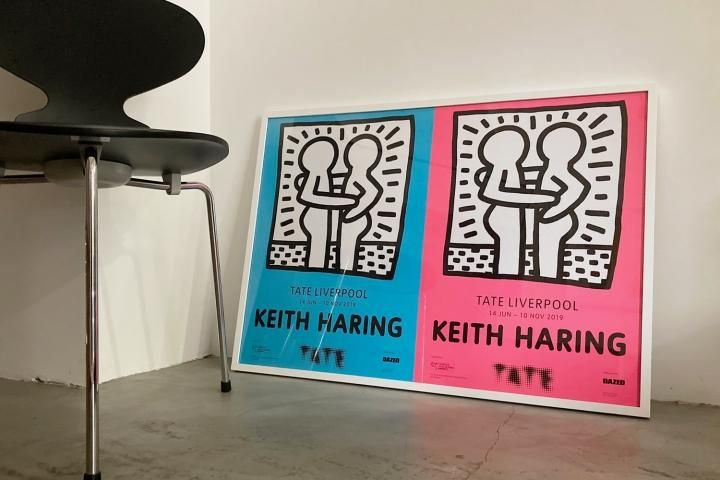 TATE LIVERPOOL
14 JUN – 10 NOV 2019
KEITH HARING
TATE
DAZED
TATE LIVERPOOL
14 JUN – 10 NOV 2019
KEITH HARING
TATE
DAZED